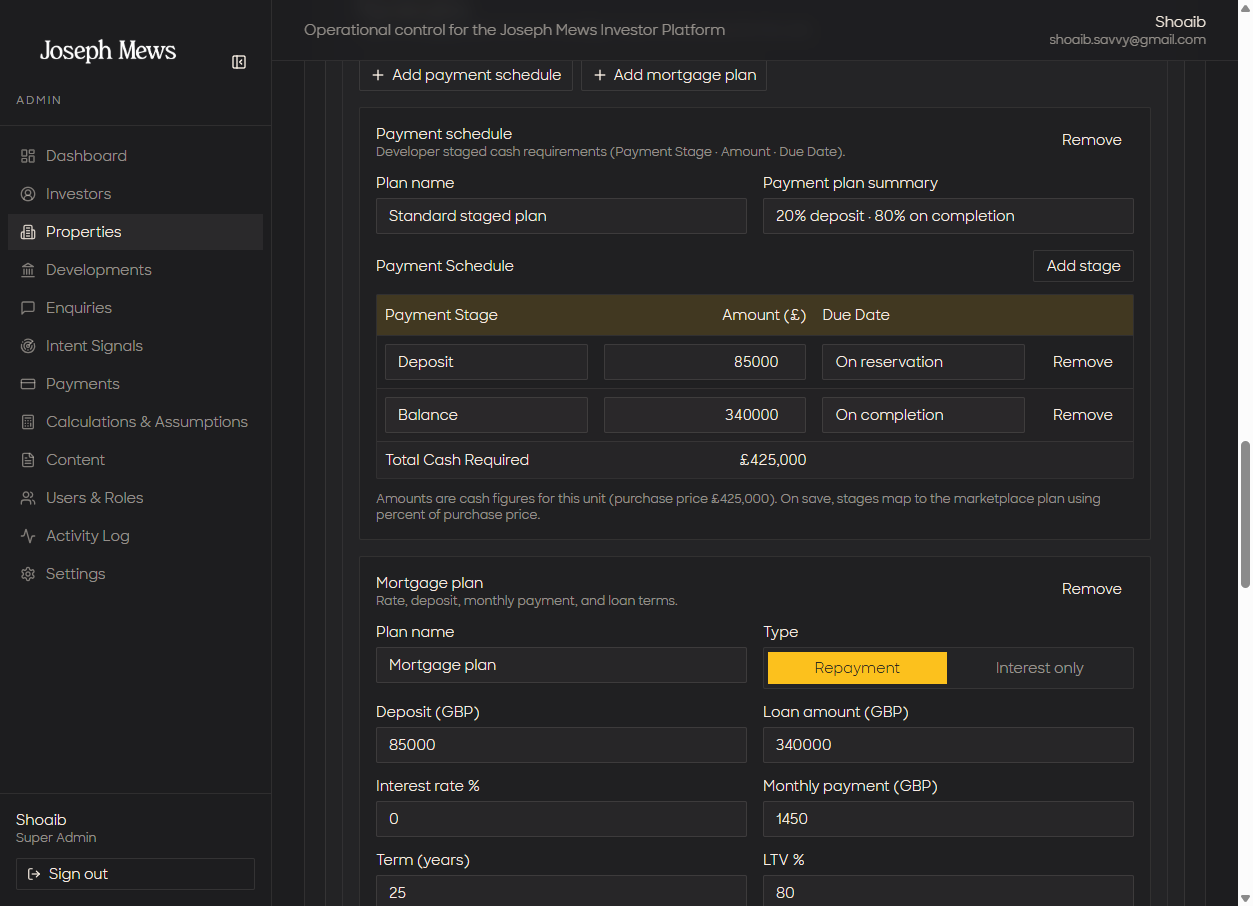 Joseph Mews
ADMIN
Dashboard
Investors
Properties
Developments
Enquiries
Intent Signals
Payments
Calculations & Assumptions
Content
Users & Roles
Activity Log
Settings
Shoaib
Super Admin
Sign out
Operational control for the Joseph Mews Investor Platform
Shoaib
shoaib.savvy@gmail.com
+ Add payment schedule
+ Add mortgage plan
Payment schedule
Developer staged cash requirements (Payment Stage · Amount · Due Date).
Remove
Plan name
Payment plan summary
Standard staged plan
20% deposit · 80% on completion
Payment Schedule
Add stage
Payment Stage Amount (£) Due Date
Deposit 85000 On reservation Remove
Balance 340000 On completion Remove
Total Cash Required £425,000
Amounts are cash figures for this unit (purchase price £425,000). On save, stages map to the marketplace plan using
percent of purchase price.
Mortgage plan
Rate, deposit, monthly payment, and loan terms.
Remove
Plan name
Type
Mortgage plan
Repayment
Interest only
Deposit (GBP)
Loan amount (GBP)
85000
340000
Interest rate %
Monthly payment (GBP)
0
1450
Term (years)
LTV %
25
80